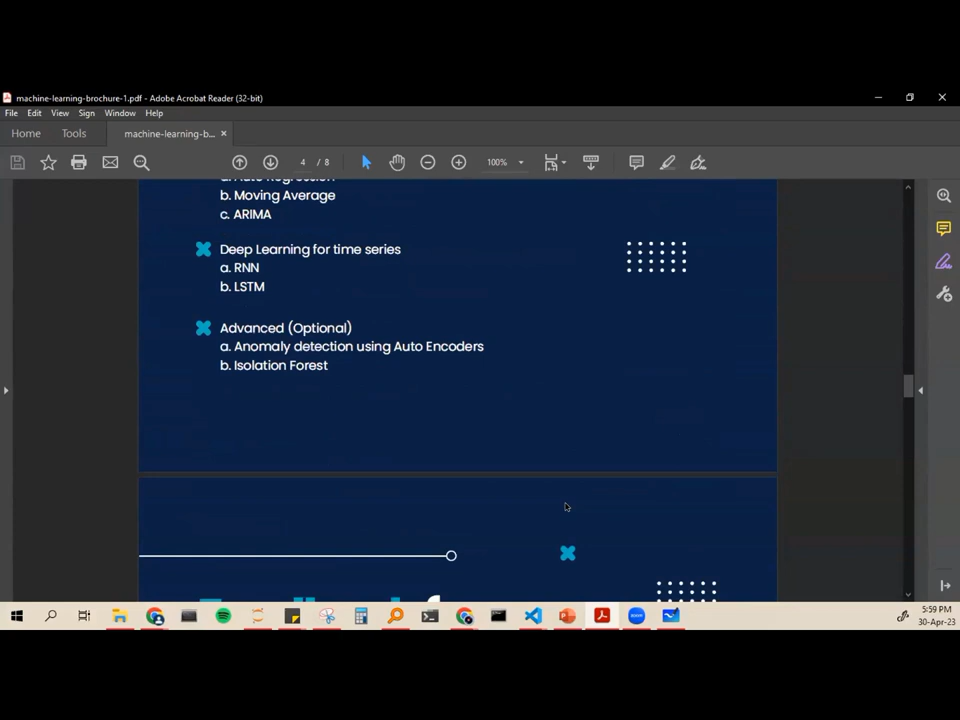 machine-learning-brochure-1.pdf - Adobe Acrobat Reader (32-bit)
File Edit View Sign Window Help
Home Tools machine-learning-b... ×
4 / 8 100%
a. Auto Regression
b. Moving Average
c. ARIMA
Deep Learning for time series
a. RNN
b. LSTM
Advanced (Optional)
a. Anomaly detection using Auto Encoders
b. Isolation Forest
5:59 PM
30-Apr-23